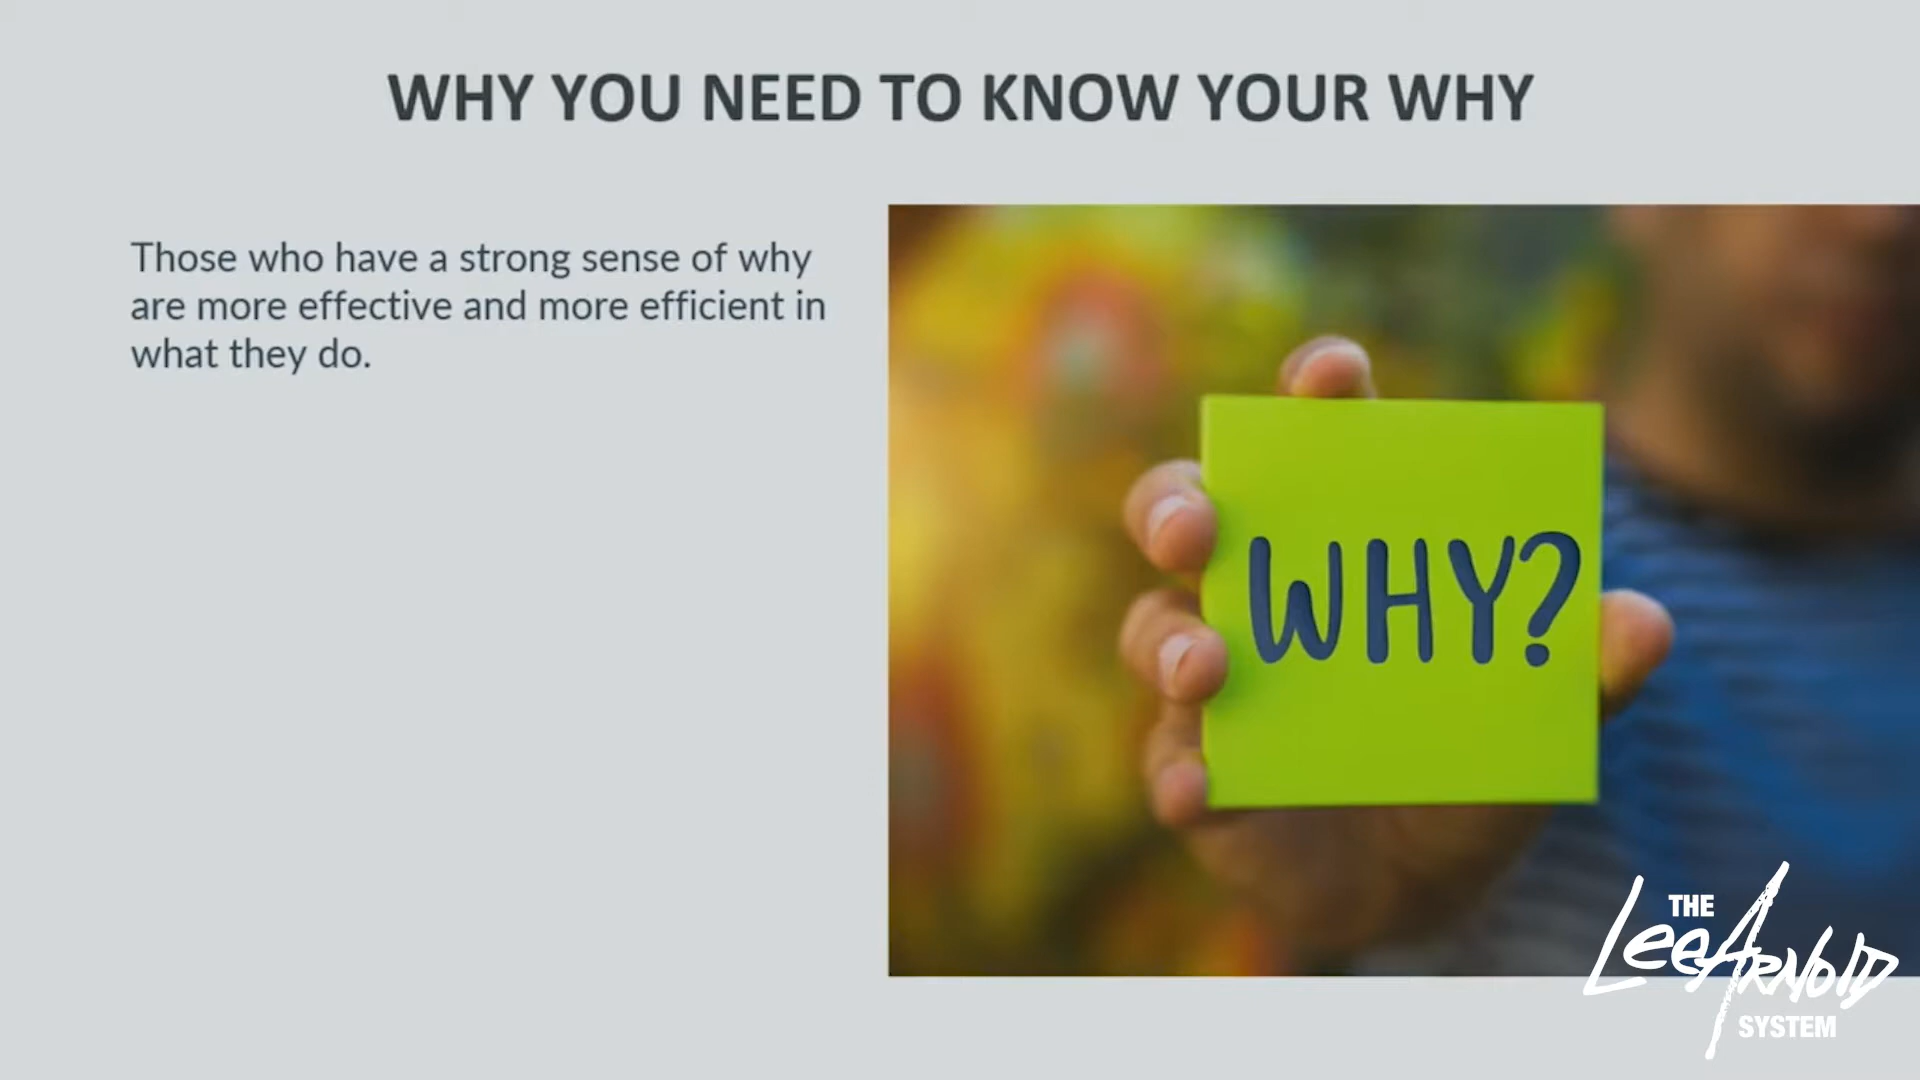 WHY YOU NEED TO KNOW YOUR WHY
Those who have a strong sense of why
are more effective and more efficient in
what they do.
WHY?
THE
LeeArnold
SYSTEM